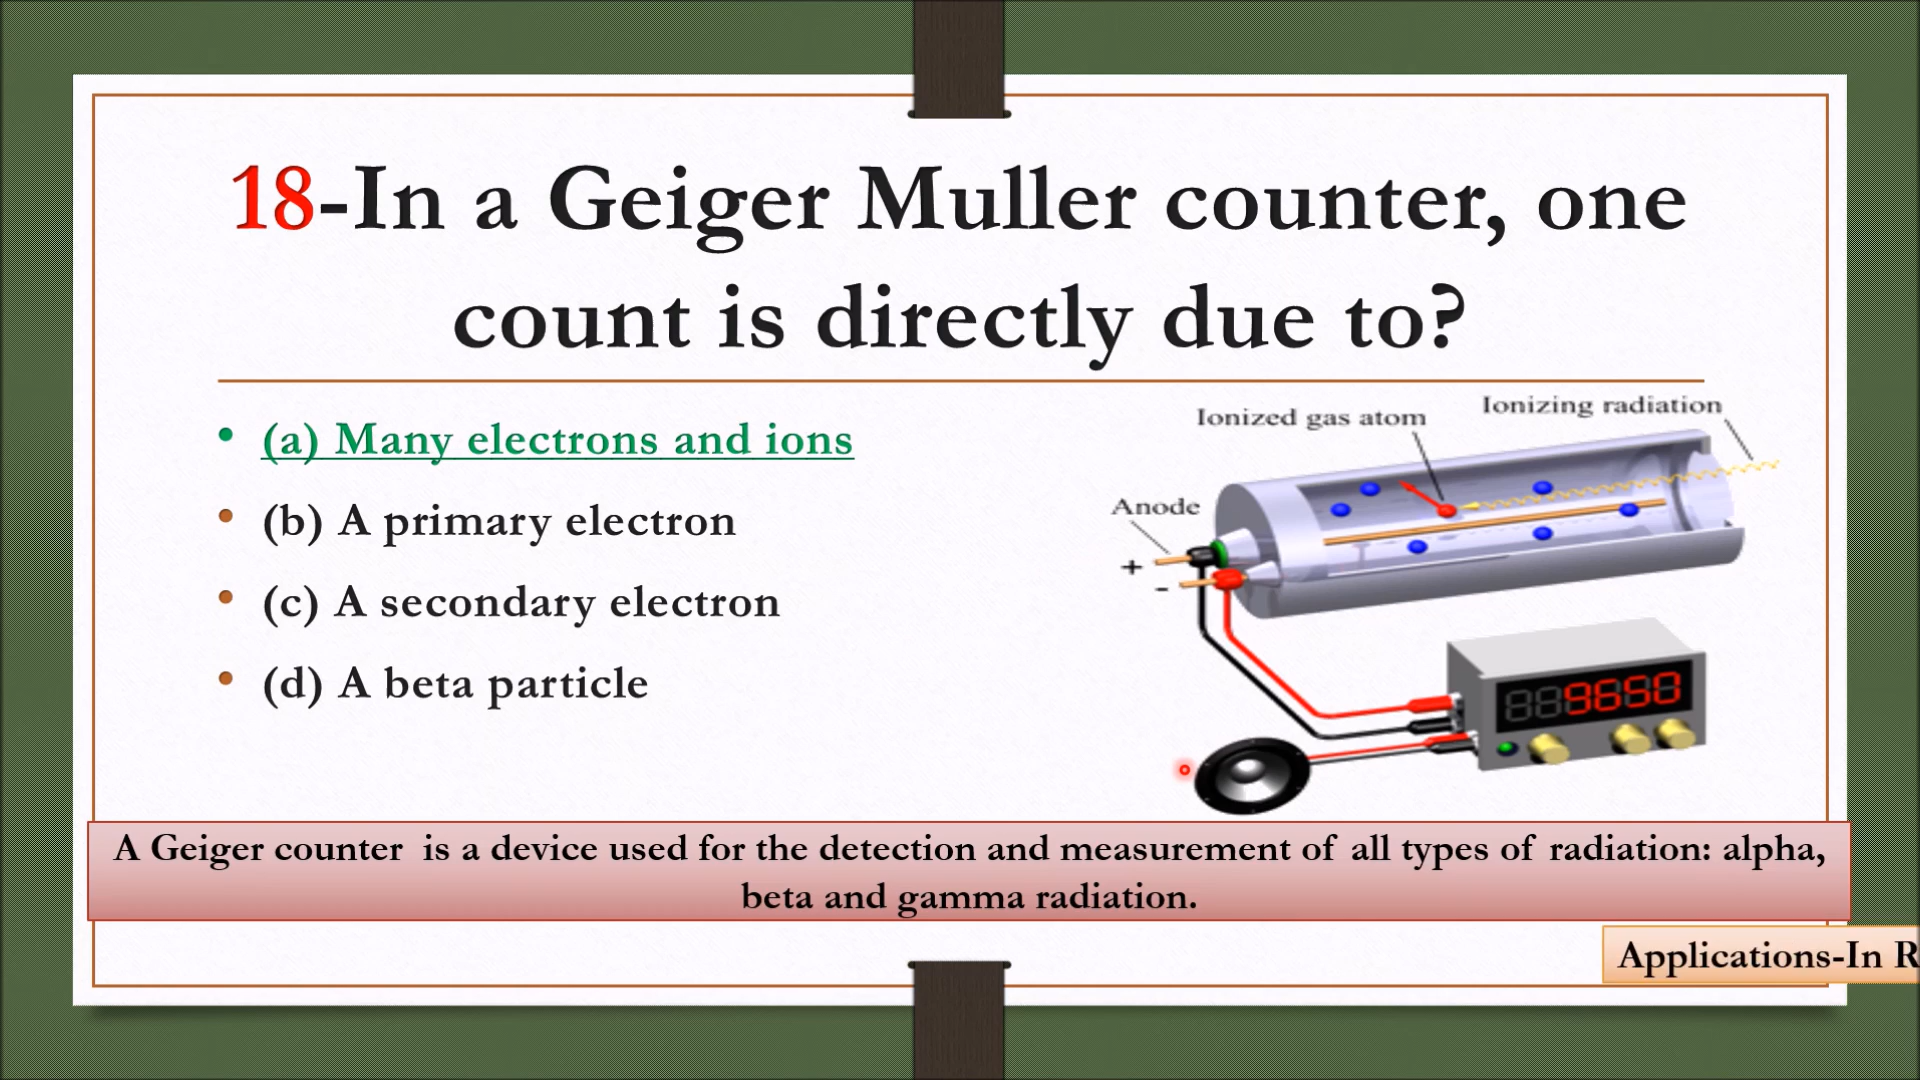 18-In a Geiger Muller counter, one
count is directly due to?
• (a) Many electrons and ions
• (b) A primary electron
• (c) A secondary electron
• (d) A beta particle
Ionized gas atom
Ionizing radiation
Anode
+
-
9650
A Geiger counter is a device used for the detection and measurement of all types of radiation: alpha,
beta and gamma radiation.
Applications-In R